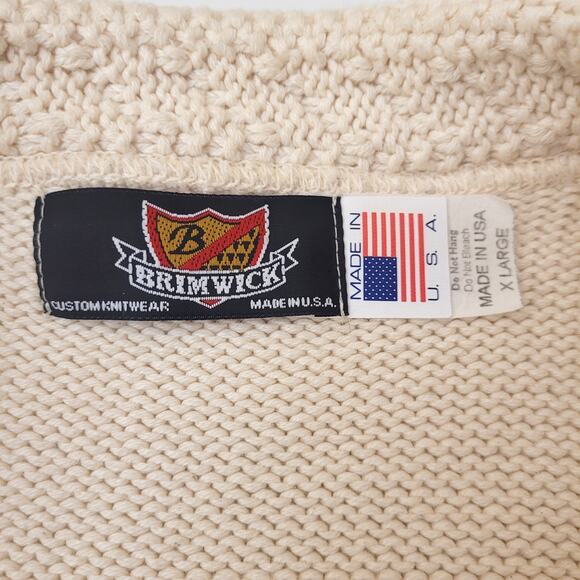 B
BRIMWICK
CUSTOM KNITWEAR MADE IN U.S.A.
MADE IN
U. S. A.
Do Not Hang
Do Not Bleach
MADE IN USA
X LARGE